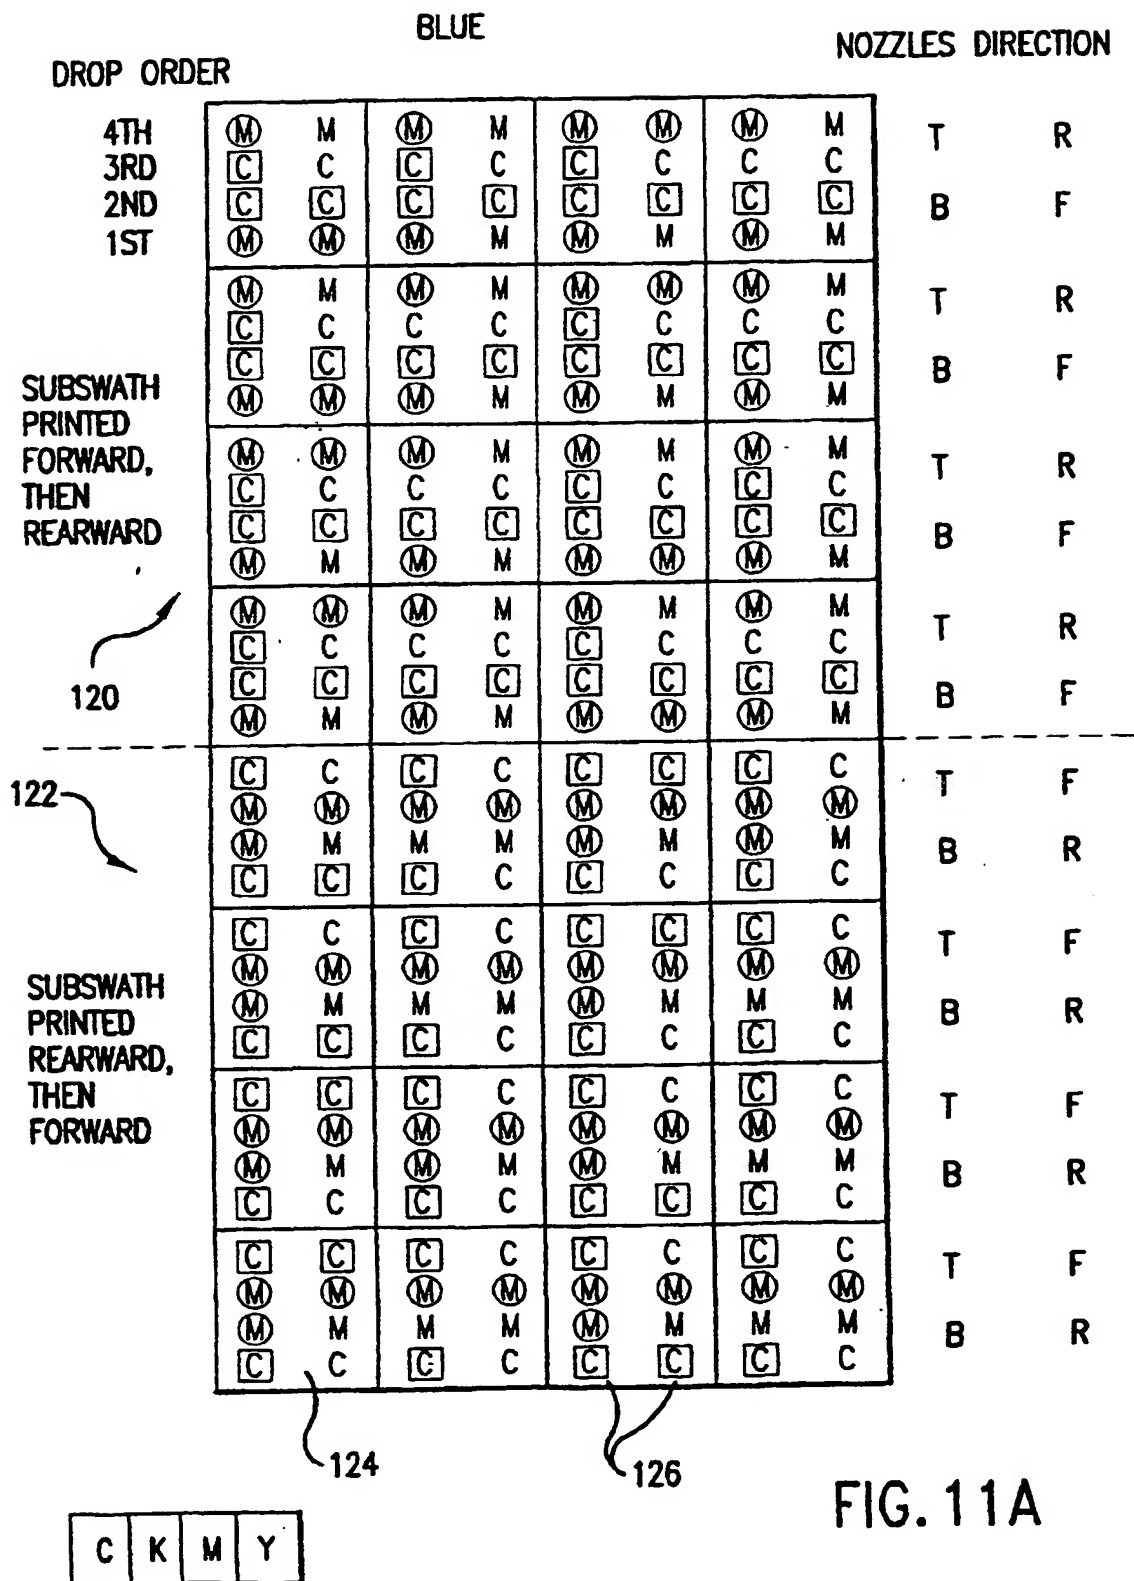 BLUE
NOZZLES DIRECTION
DROP ORDER
4TH M M M M M M M M T R
3RD C C C C C C C C
2ND C C C C C C C C B F
1ST M M M M M M M M
M M M M M M M M T R
C C C C C C C C
C C C C C C C C B F
M M M M M M M M
SUBSWATH
PRINTED
FORWARD,
THEN
REARWARD
M M M M M M M M T R
C C C C C C C C
C C C C C C C C B F
M M M M M M M M
M M M M M M M M T R
C C C C C C C C
C C C C C C C C B F
M M M M M M M M
120
C C C C C C C C T F
122
M M M M M M M M
M M M M M M M M B R
C C C C C C C C
C C C C C C C C T F
M M M M M M M M
M M M M M M M M B R
C C C C C C C C
SUBSWATH
PRINTED
REARWARD,
THEN
FORWARD
C C C C C C C C T F
M M M M M M M M
M M M M M M M M B R
C C C C C C C C
C C C C C C C C T F
M M M M M M M M
M M M M M M M M B R
C C C C C C C C
124
126
FIG. 11A
C K M Y